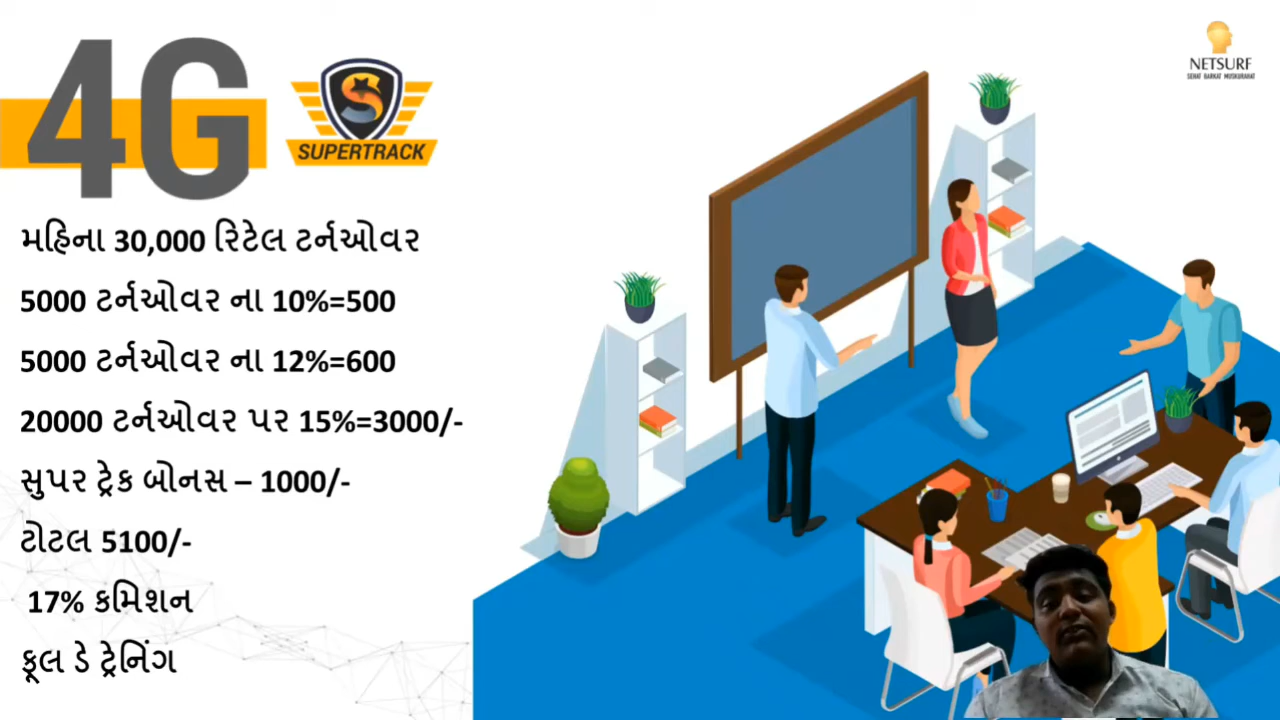 4G
SUPERTRACK
NETSURF
SEHAT BARKAT MUSKURAHAT
મહિના 30,000 રિટેલ ટર્નઓવર
5000 ટર્નઓવર ના 10%=500
5000 ટર્નઓવર ના 12%=600
20000 ટર્નઓવર પર 15%=3000/-
સુપર ટ્રેક બોનસ – 1000/-
ટોટલ 5100/-
17% કમિશન
ફૂલ ડે ટ્રેનિંગ